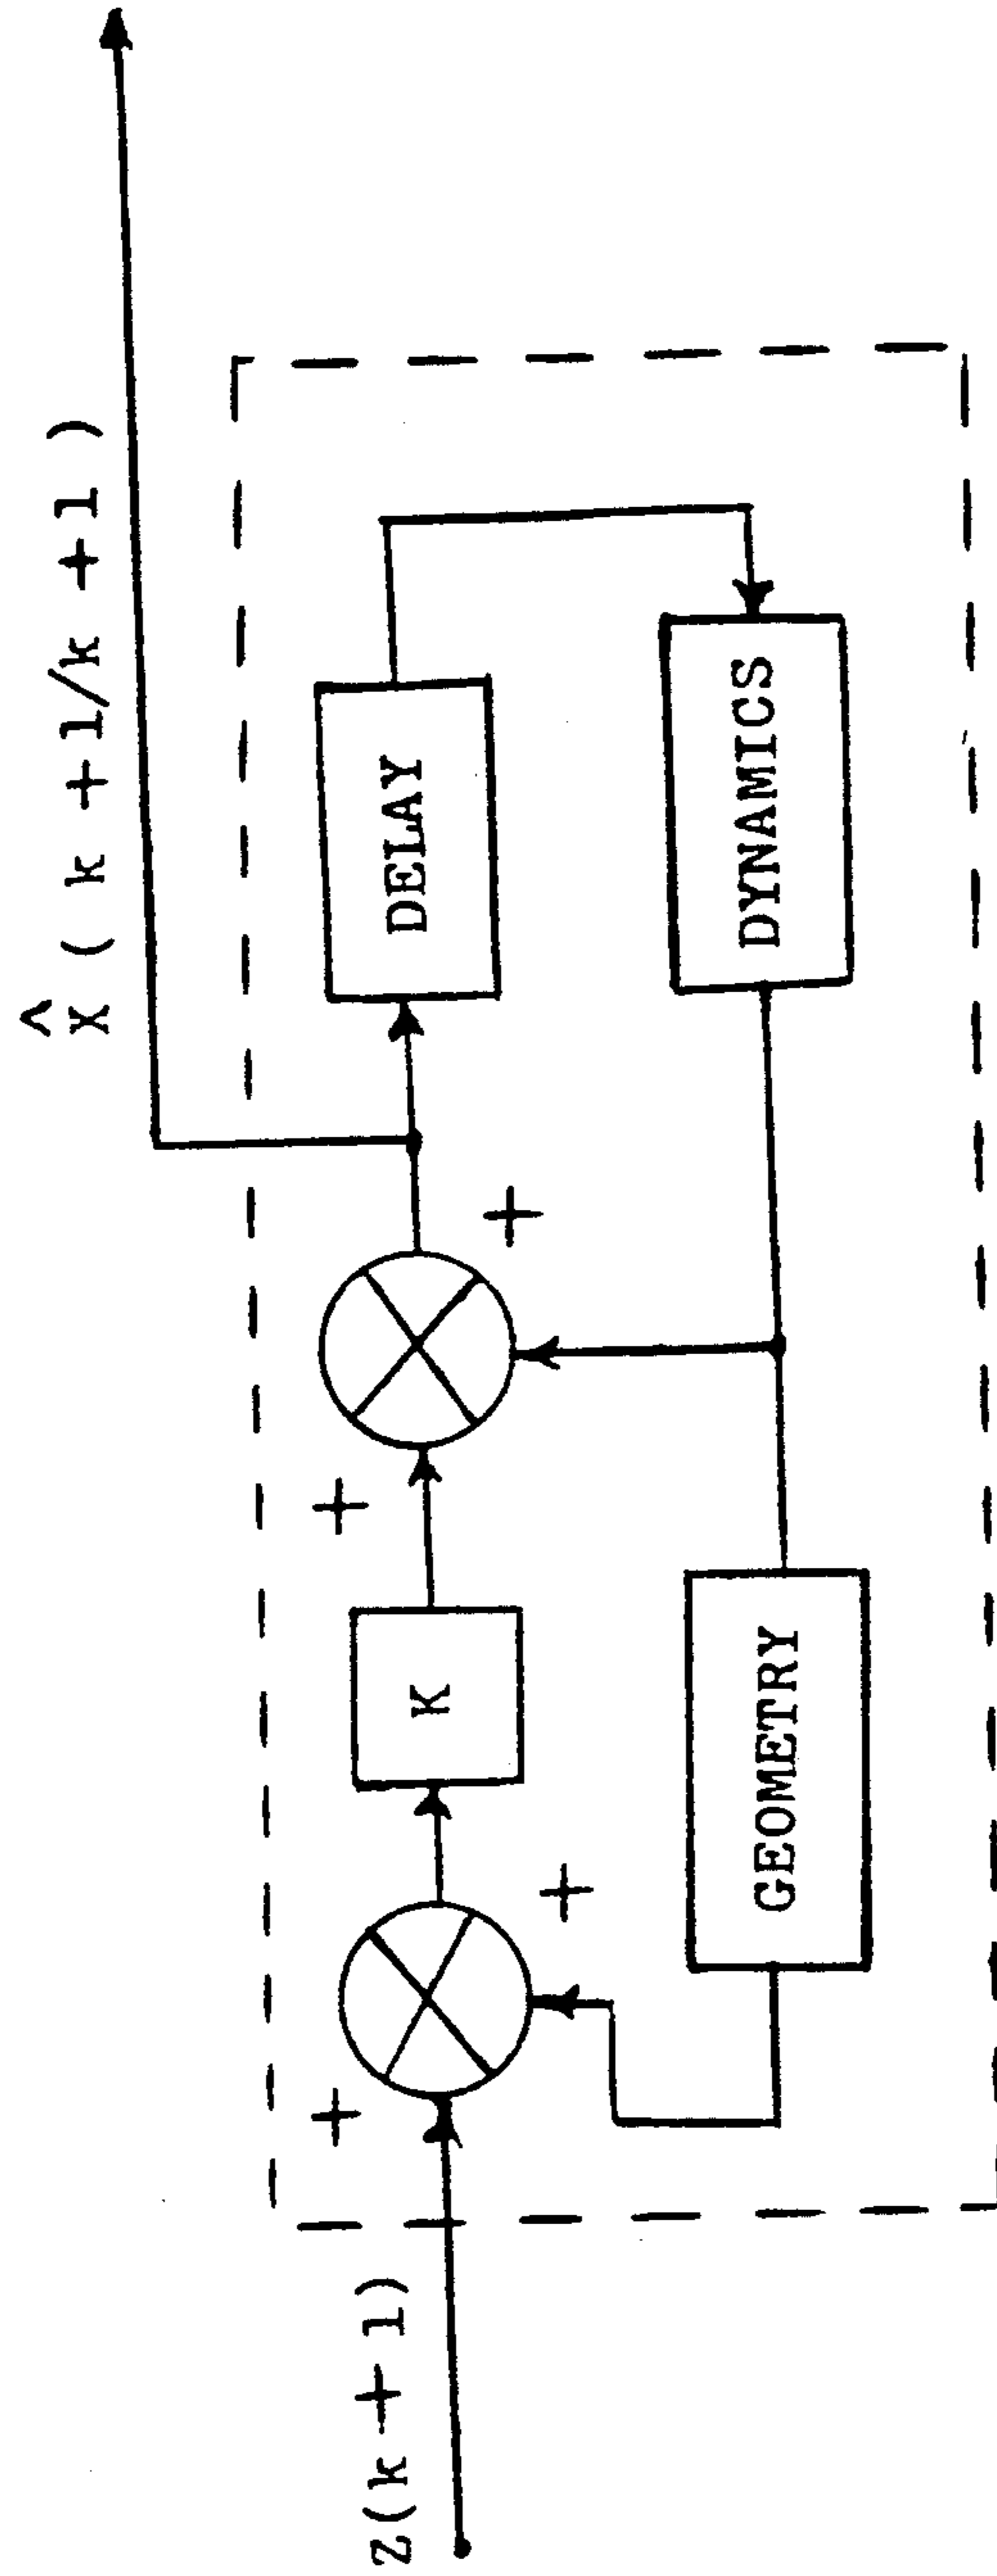 X̂ ( k +1/k +1 )
Z(k +1)
+
+
K
+
+
DELAY
GEOMETRY
DYNAMICS